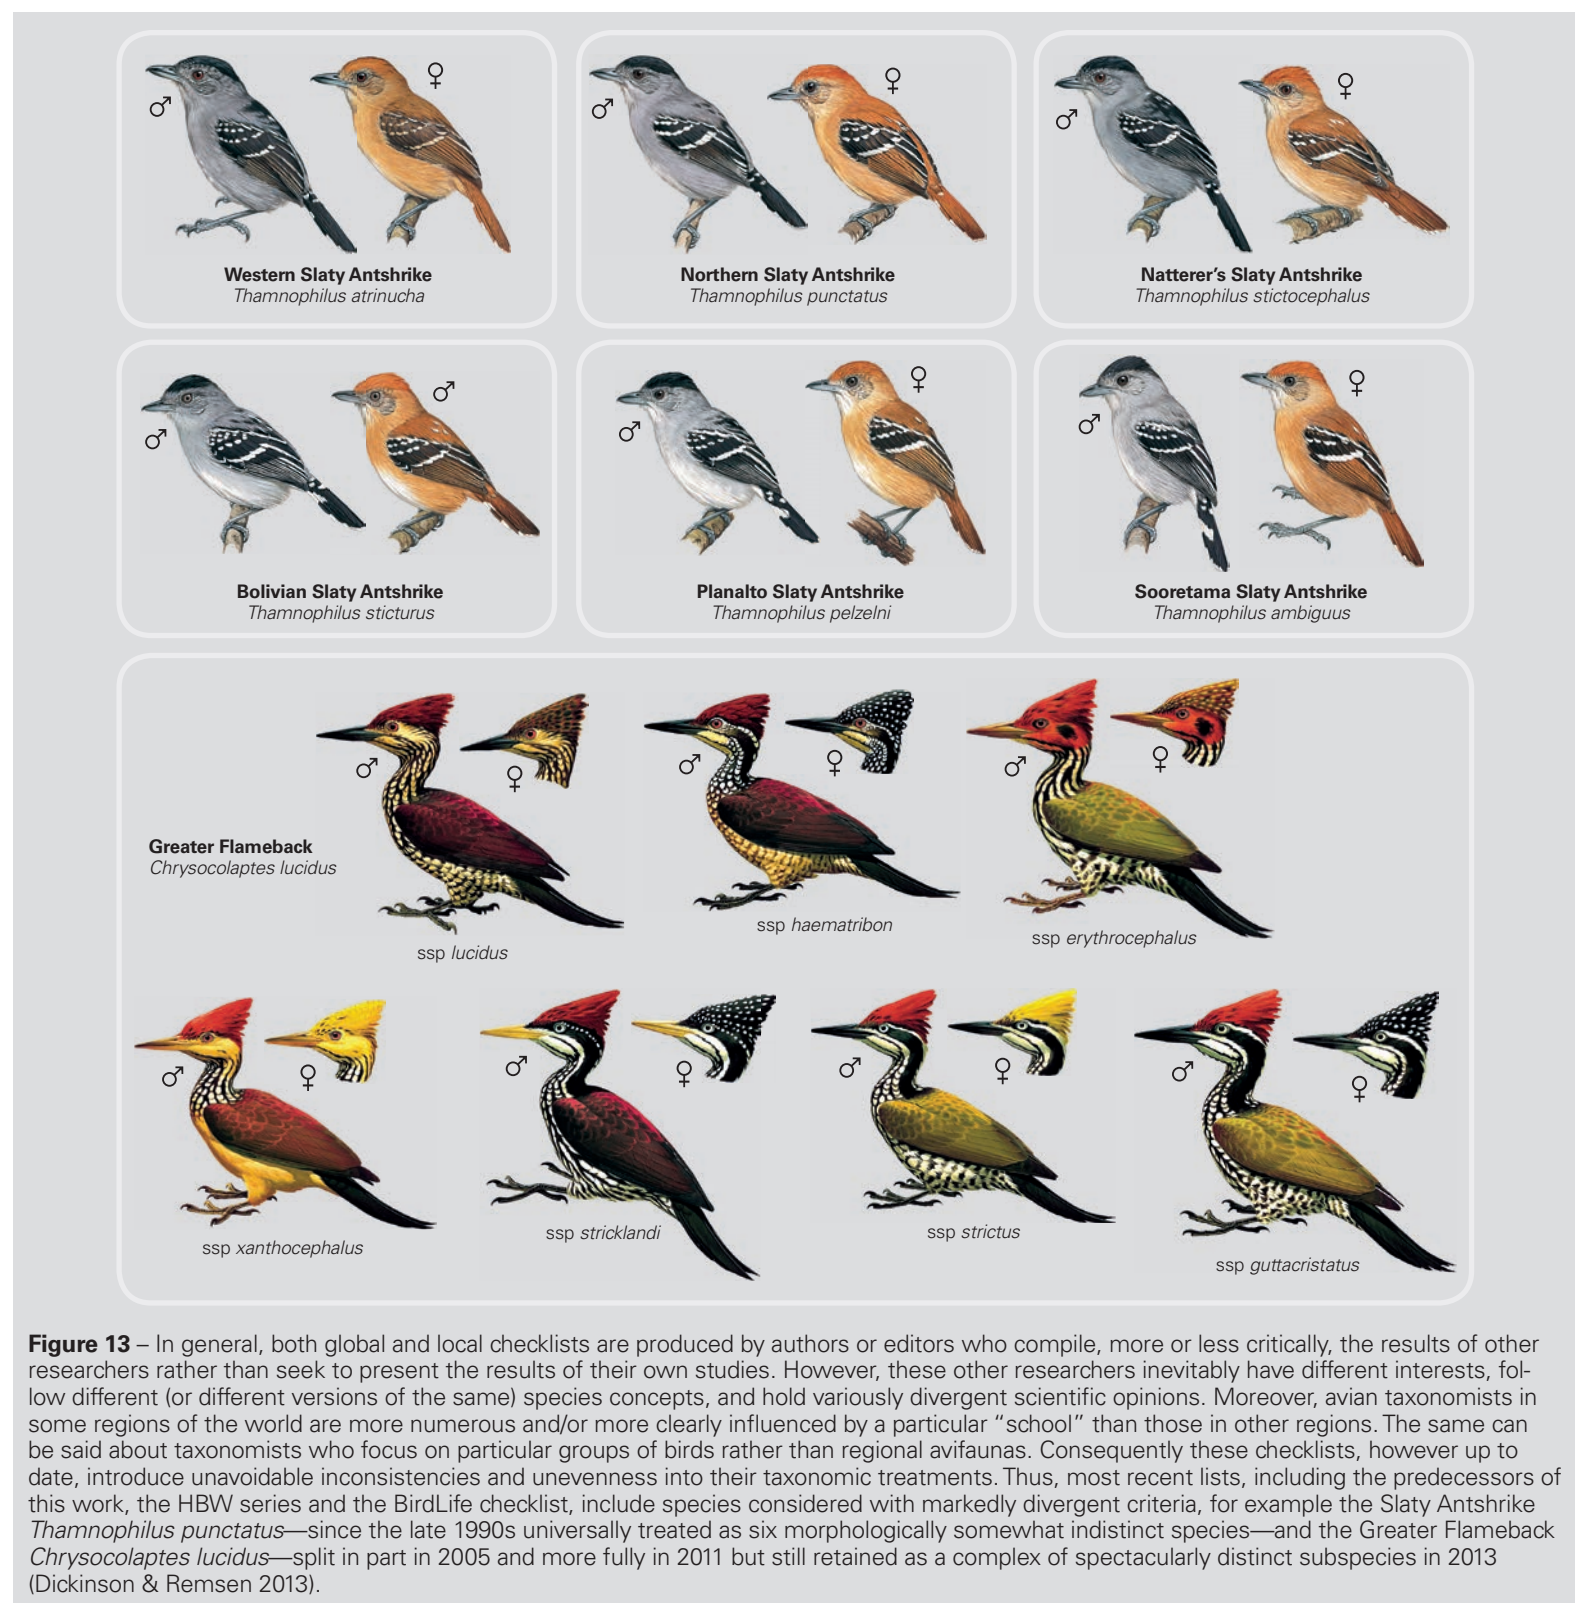 ♂
♀
Western Slaty Antshrike
Thamnophilus atrinucha
♂
♀
Northern Slaty Antshrike
Thamnophilus punctatus
♂
♀
Natterer's Slaty Antshrike
Thamnophilus stictocephalus
♂
♂
Bolivian Slaty Antshrike
Thamnophilus sticturus
♂
♀
Planalto Slaty Antshrike
Thamnophilus pelzelni
♂
♀
Sooretama Slaty Antshrike
Thamnophilus ambiguus
Greater Flameback
Chrysocolaptes lucidus
♂
♀
ssp lucidus
♂
♀
ssp haematribon
♂
♀
ssp erythrocephalus
♂
♀
ssp xanthocephalus
♂
♀
ssp stricklandi
♂
♀
ssp strictus
♂
♀
ssp guttacristatus
Figure 13 – In general, both global and local checklists are produced by authors or editors who compile, more or less critically, the results of other
researchers rather than seek to present the results of their own studies. However, these other researchers inevitably have different interests, fol-
low different (or different versions of the same) species concepts, and hold variously divergent scientific opinions. Moreover, avian taxonomists in
some regions of the world are more numerous and/or more clearly influenced by a particular “school” than those in other regions. The same can
be said about taxonomists who focus on particular groups of birds rather than regional avifaunas. Consequently these checklists, however up to
date, introduce unavoidable inconsistencies and unevenness into their taxonomic treatments. Thus, most recent lists, including the predecessors of
this work, the HBW series and the BirdLife checklist, include species considered with markedly divergent criteria, for example the Slaty Antshrike
Thamnophilus punctatus—since the late 1990s universally treated as six morphologically somewhat indistinct species—and the Greater Flameback
Chrysocolaptes lucidus—split in part in 2005 and more fully in 2011 but still retained as a complex of spectacularly distinct subspecies in 2013
(Dickinson & Remsen 2013).